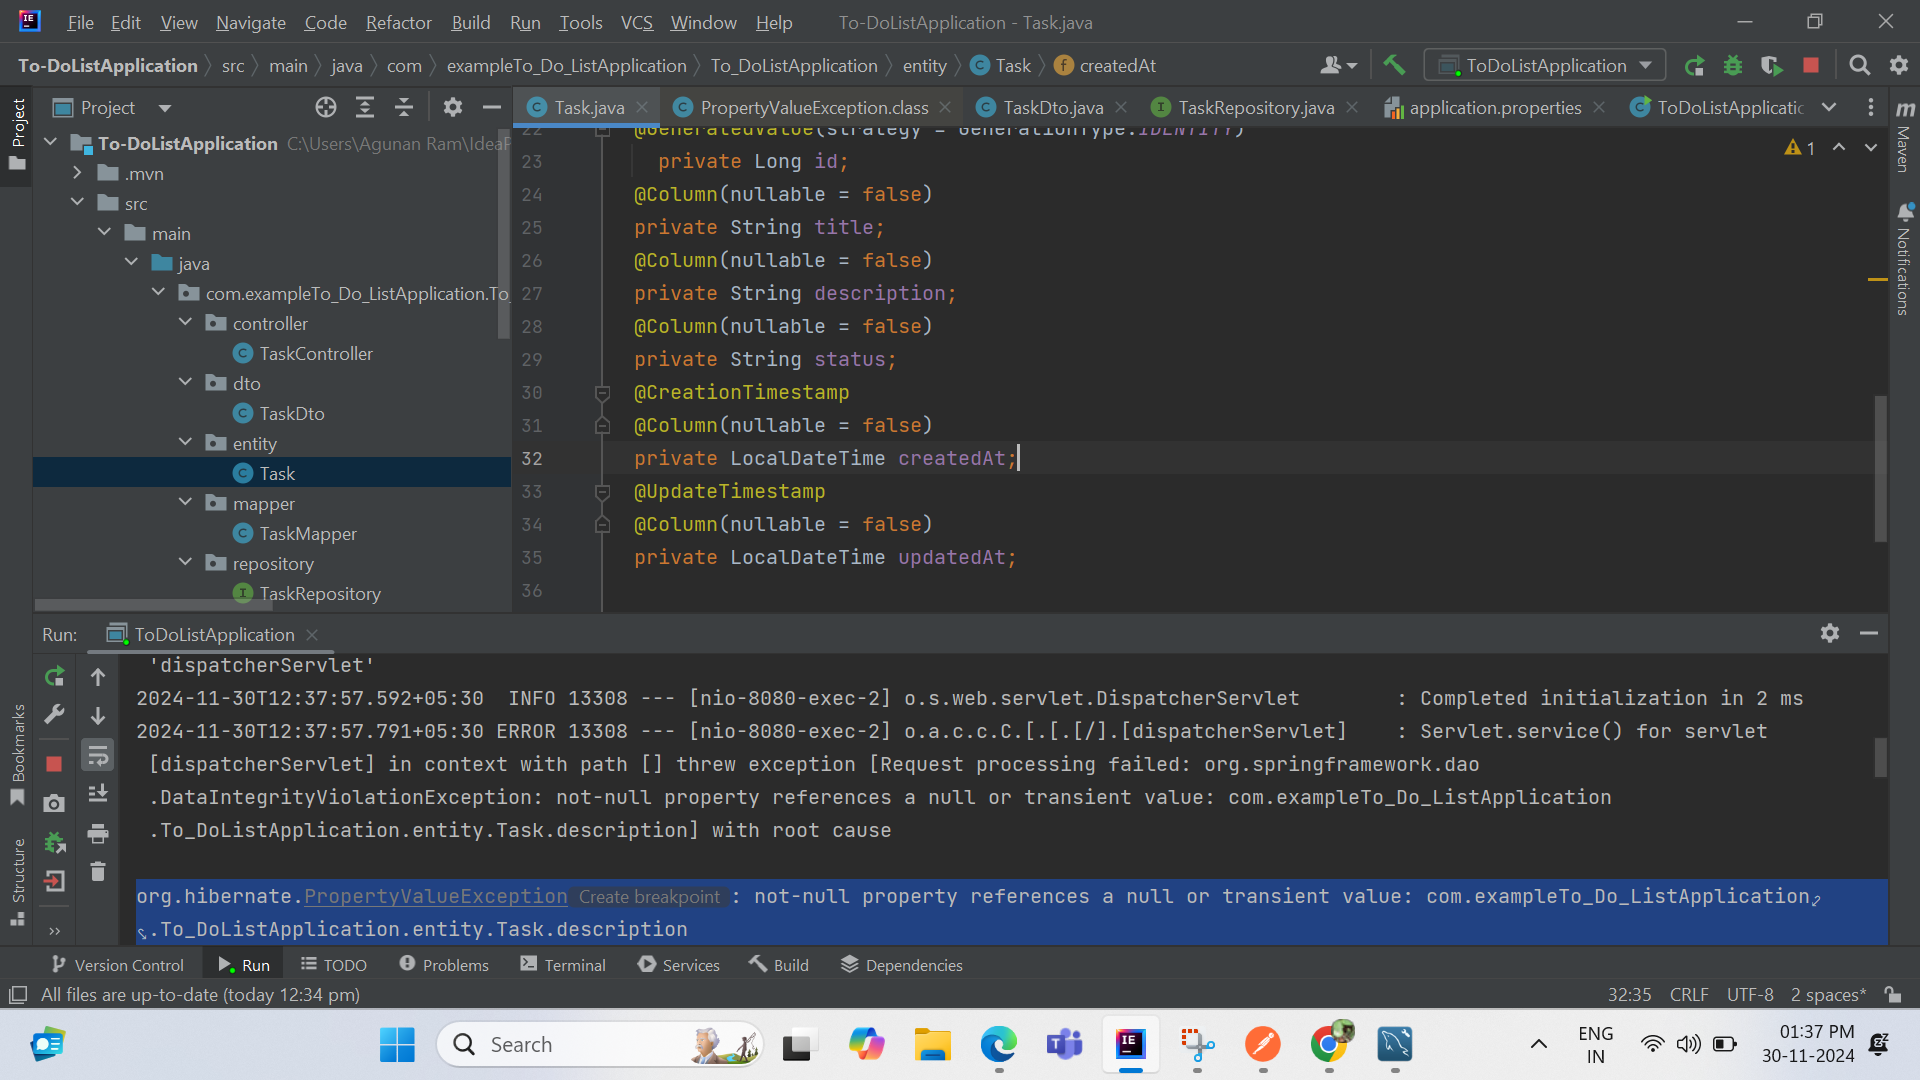 File Edit View Navigate Code Refactor Build Run Tools VCS Window Help To-DoListApplication - Task.java
To-DoListApplication src main java com exampleTo_Do_ListApplication To_DoListApplication entity Task createdAt ToDoListApplication
Project
Project
Task.java PropertyValueException.class TaskDto.java TaskRepository.java application.properties ToDoListApplicatic
To-DoListApplication C:\Users\Agunan Ram\IdeaP
.mvn
src
main
java
com.exampleTo_Do_ListApplication.To_
controller
TaskController
dto
TaskDto
entity
Task
mapper
TaskMapper
repository
TaskRepository
22 @GeneratedValue(strategy = GenerationType.IDENTITY)
23 private Long id;
24 @Column(nullable = false)
25 private String title;
26 @Column(nullable = false)
27 private String description;
28 @Column(nullable = false)
29 private String status;
30 @CreationTimestamp
31 @Column(nullable = false)
32 private LocalDateTime createdAt;
33 @UpdateTimestamp
34 @Column(nullable = false)
35 private LocalDateTime updatedAt;
36
1
Maven
Notifications
Run: ToDoListApplication
'dispatcherServlet'
2024-11-30T12:37:57.592+05:30  INFO 13308 --- [nio-8080-exec-2] o.s.web.servlet.DispatcherServlet        : Completed initialization in 2 ms
2024-11-30T12:37:57.791+05:30 ERROR 13308 --- [nio-8080-exec-2] o.a.c.c.C.[.[.[/].[dispatcherServlet]    : Servlet.service() for servlet
[dispatcherServlet] in context with path [] threw exception [Request processing failed: org.springframework.dao
.DataIntegrityViolationException: not-null property references a null or transient value: com.exampleTo_Do_ListApplication
.To_DoListApplication.entity.Task.description] with root cause
org.hibernate.PropertyValueException Create breakpoint : not-null property references a null or transient value: com.exampleTo_Do_ListApplication
.To_DoListApplication.entity.Task.description
Bookmarks
Structure
Version Control Run TODO Problems Terminal Services Build Dependencies
All files are up-to-date (today 12:34 pm) 32:35 CRLF UTF-8 2 spaces*
Search
ENG
IN
01:37 PM
30-11-2024